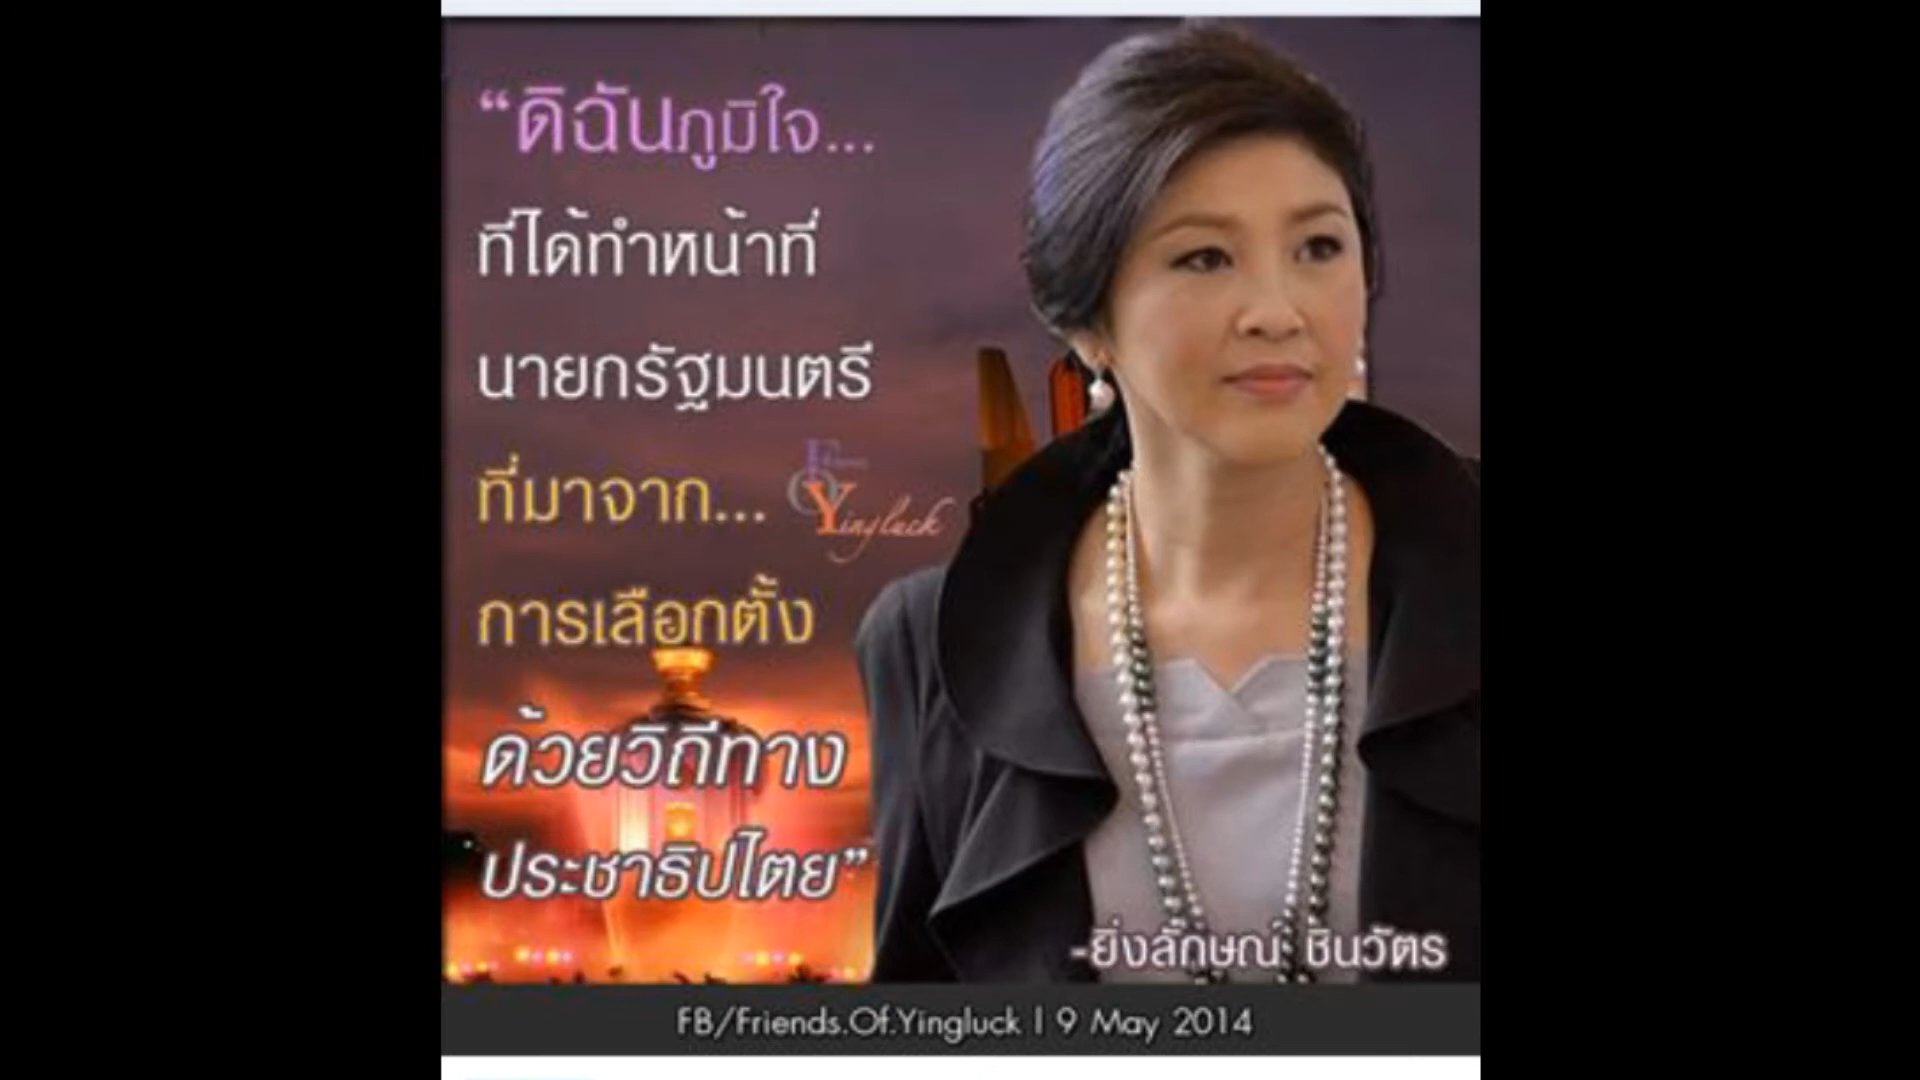 “ดิฉันภูมิใจ...
ที่ได้ทำหน้าที่
นายกรัฐมนตรี
ที่มาจาก...
Yingluck
การเลือกตั้ง
ด้วยวิถีทาง
ประชาธิปไตย”
-ยิ่งลักษณ์ ชินวัตร
FB/Friends.Of.Yingluck | 9 May 2014